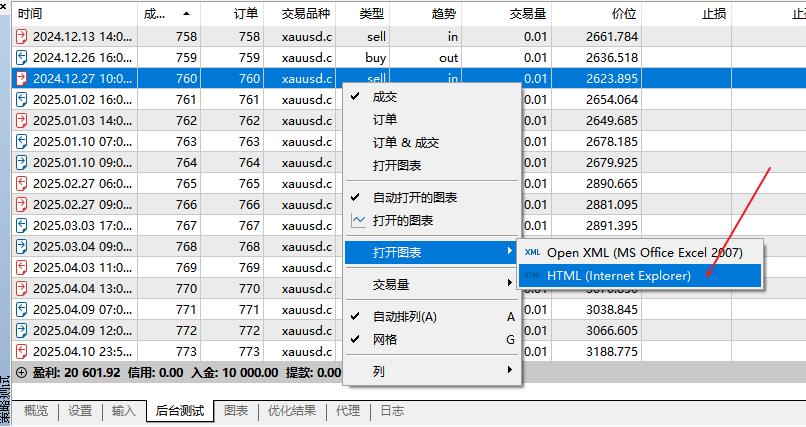 时间 成... 订单 交易品种 类型 趋势 交易量 价位 止损
2024.12.13 14:0... 758 758 xauusd.c sell in 0.01 2661.784
2024.12.26 16:0... 759 759 xauusd.c buy out 0.01 2636.518
2024.12.27 10:0... 760 760 xauusd.c sell in 0.01 2623.895
2025.01.02 16:0... 761 761 xauusd.c 0.01 2654.064
2025.01.03 14:0... 762 762 xauusd.c 0.01 2649.685
2025.01.10 07:0... 763 763 xauusd.c 0.01 2678.185
2025.01.10 09:0... 764 764 xauusd.c 0.01 2679.925
2025.02.27 06:0... 765 765 xauusd.c 0.01 2890.665
2025.02.27 09:0... 766 766 xauusd.c 0.01 2881.095
2025.03.03 17:0... 767 767 xauusd.c 0.01 2891.395
2025.03.04 09:0... 768 768 xauusd.c
2025.04.03 11:0... 769 769 xauusd.c
2025.04.04 13:0... 770 770 xauusd.c
2025.04.09 07:0... 771 771 xauusd.c 0.01 3038.845
2025.04.09 12:0... 772 772 xauusd.c 0.01 3066.605
2025.04.10 23:5... 773 773 xauusd.c 0.01 3188.775
盈利: 20 601.92 信用: 0.00 入金: 10 000.00 提款: 0.00
成交
订单
订单 & 成交
打开图表
自动打开的图表
打开的图表
打开图表
交易量
自动排列(A) A
网格 G
列
XML Open XML (MS Office Excel 2007)
HTML HTML (Internet Explorer)
概览 设置 输入 后台测试 图表 优化结果 代理 日志